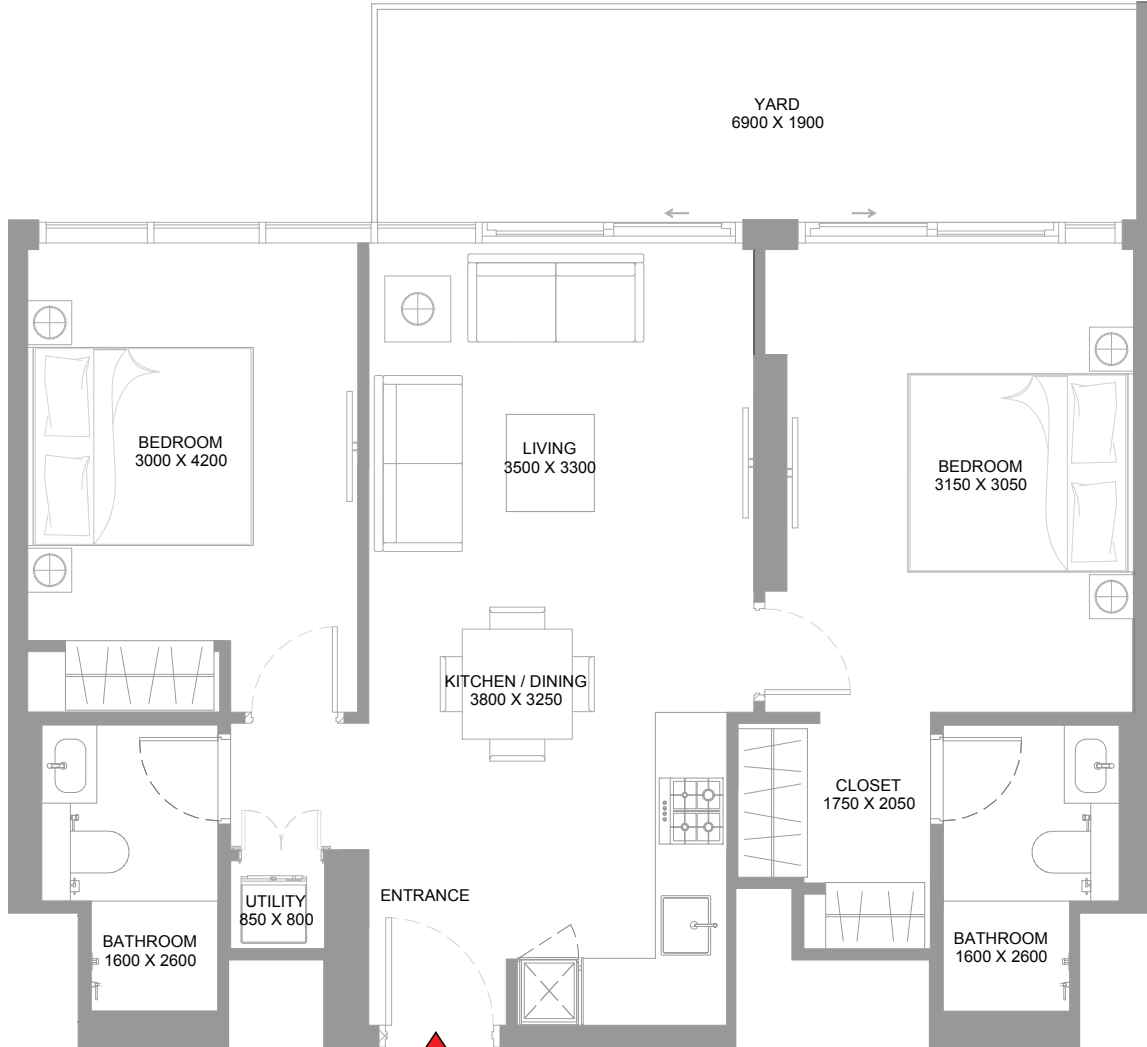 YARD
6900 X 1900
BEDROOM
3000 X 4200
LIVING
3500 X 3300
BEDROOM
3150 X 3050
KITCHEN / DINING
3800 X 3250
CLOSET
1750 X 2050
ENTRANCE
UTILITY
850 X 800
BATHROOM
1600 X 2600
BATHROOM
1600 X 2600